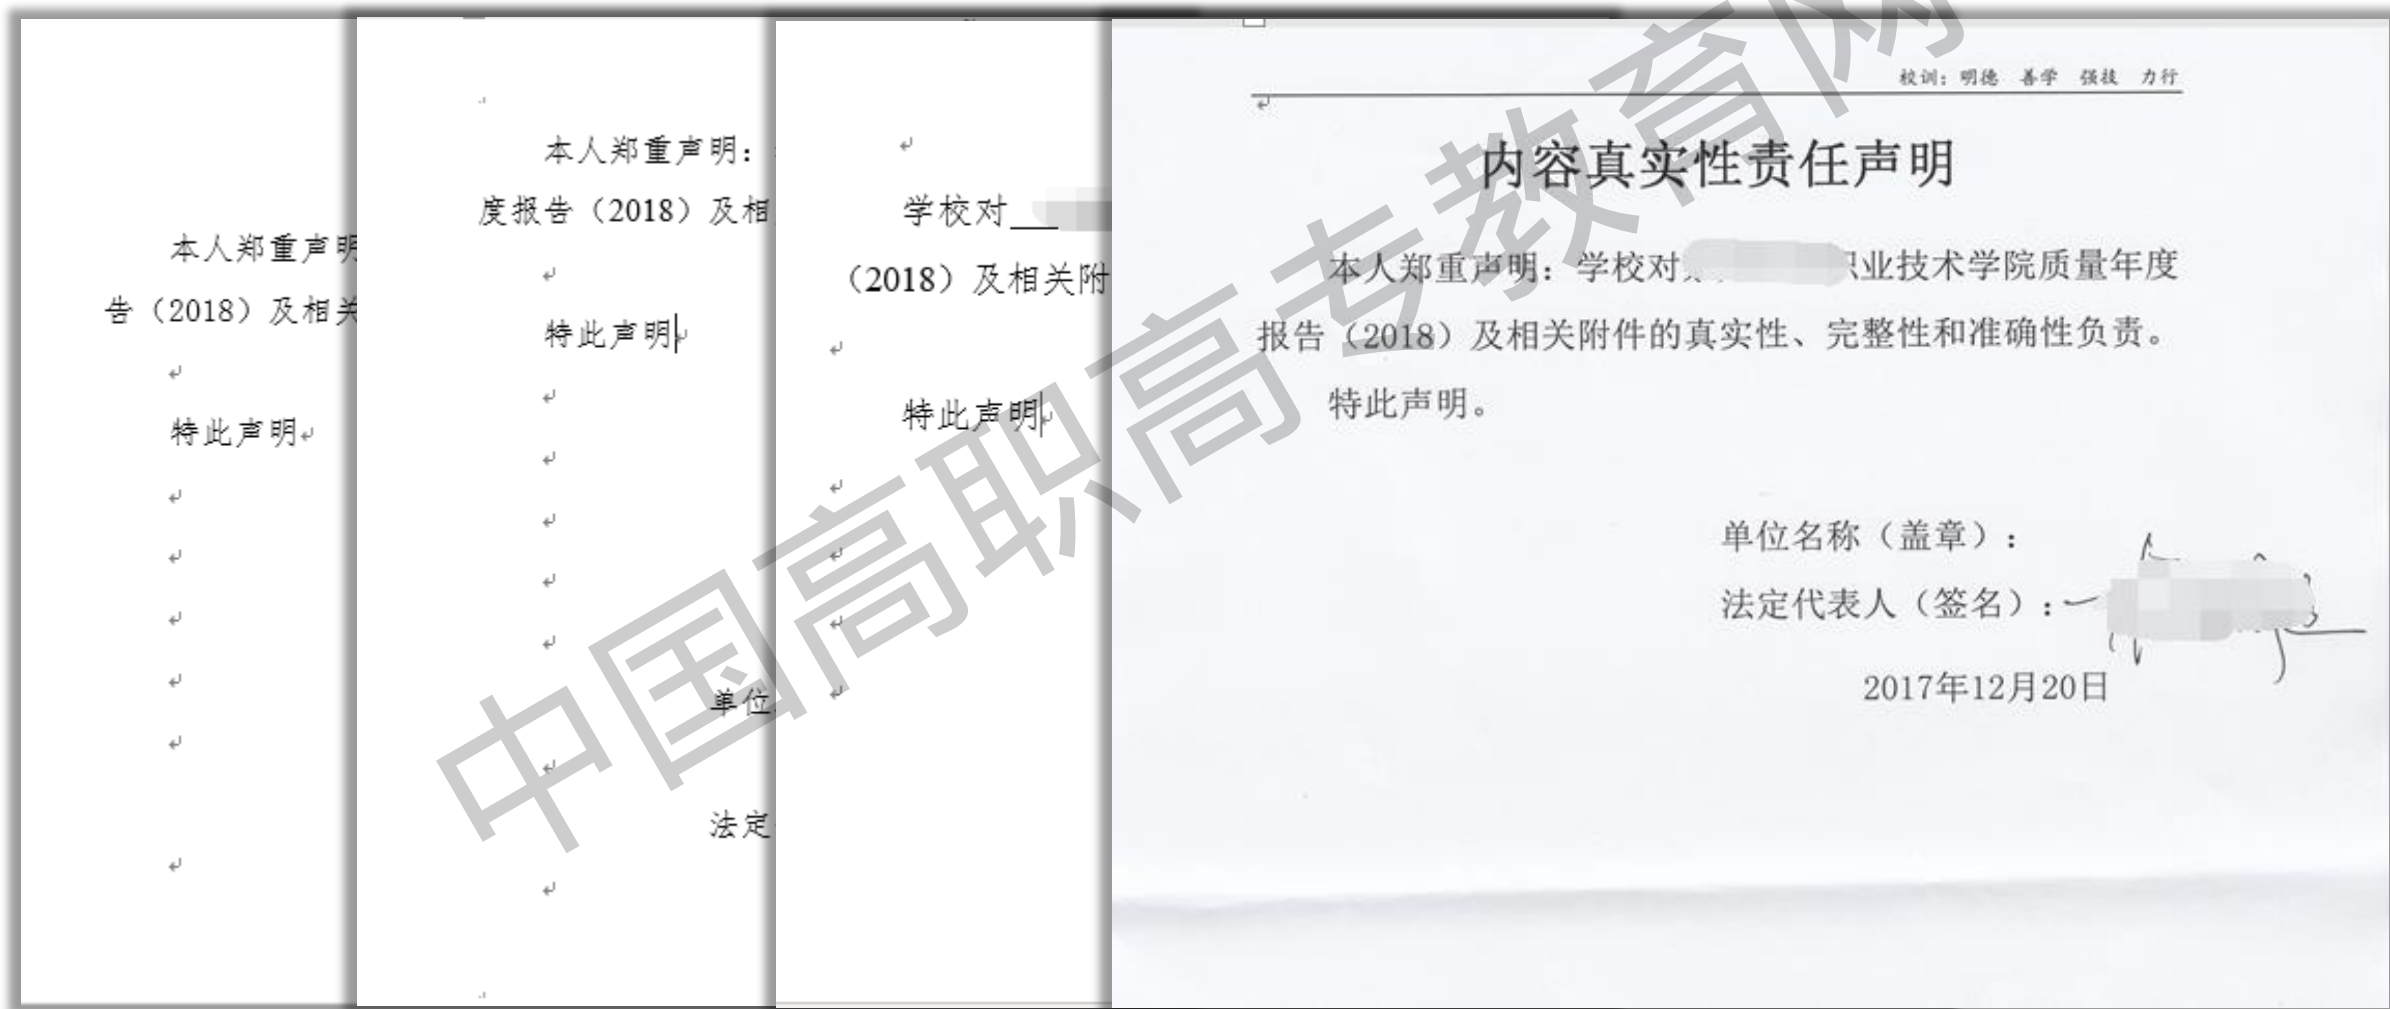 本人郑重声明
告（2018）及相关
特此声明
本人郑重声明：
度报告（2018）及相
特此声明
单位
法定
学校对
（2018）及相关附
特此声明
校训：明德 善学 强技 力行
内容真实性责任声明
本人郑重声明：学校对 业技术学院质量年度
报告（2018）及相关附件的真实性、完整性和准确性负责。
特此声明。
单位名称（盖章）：
法定代表人（签名）：
2017年12月20日
中国高职高专教育网